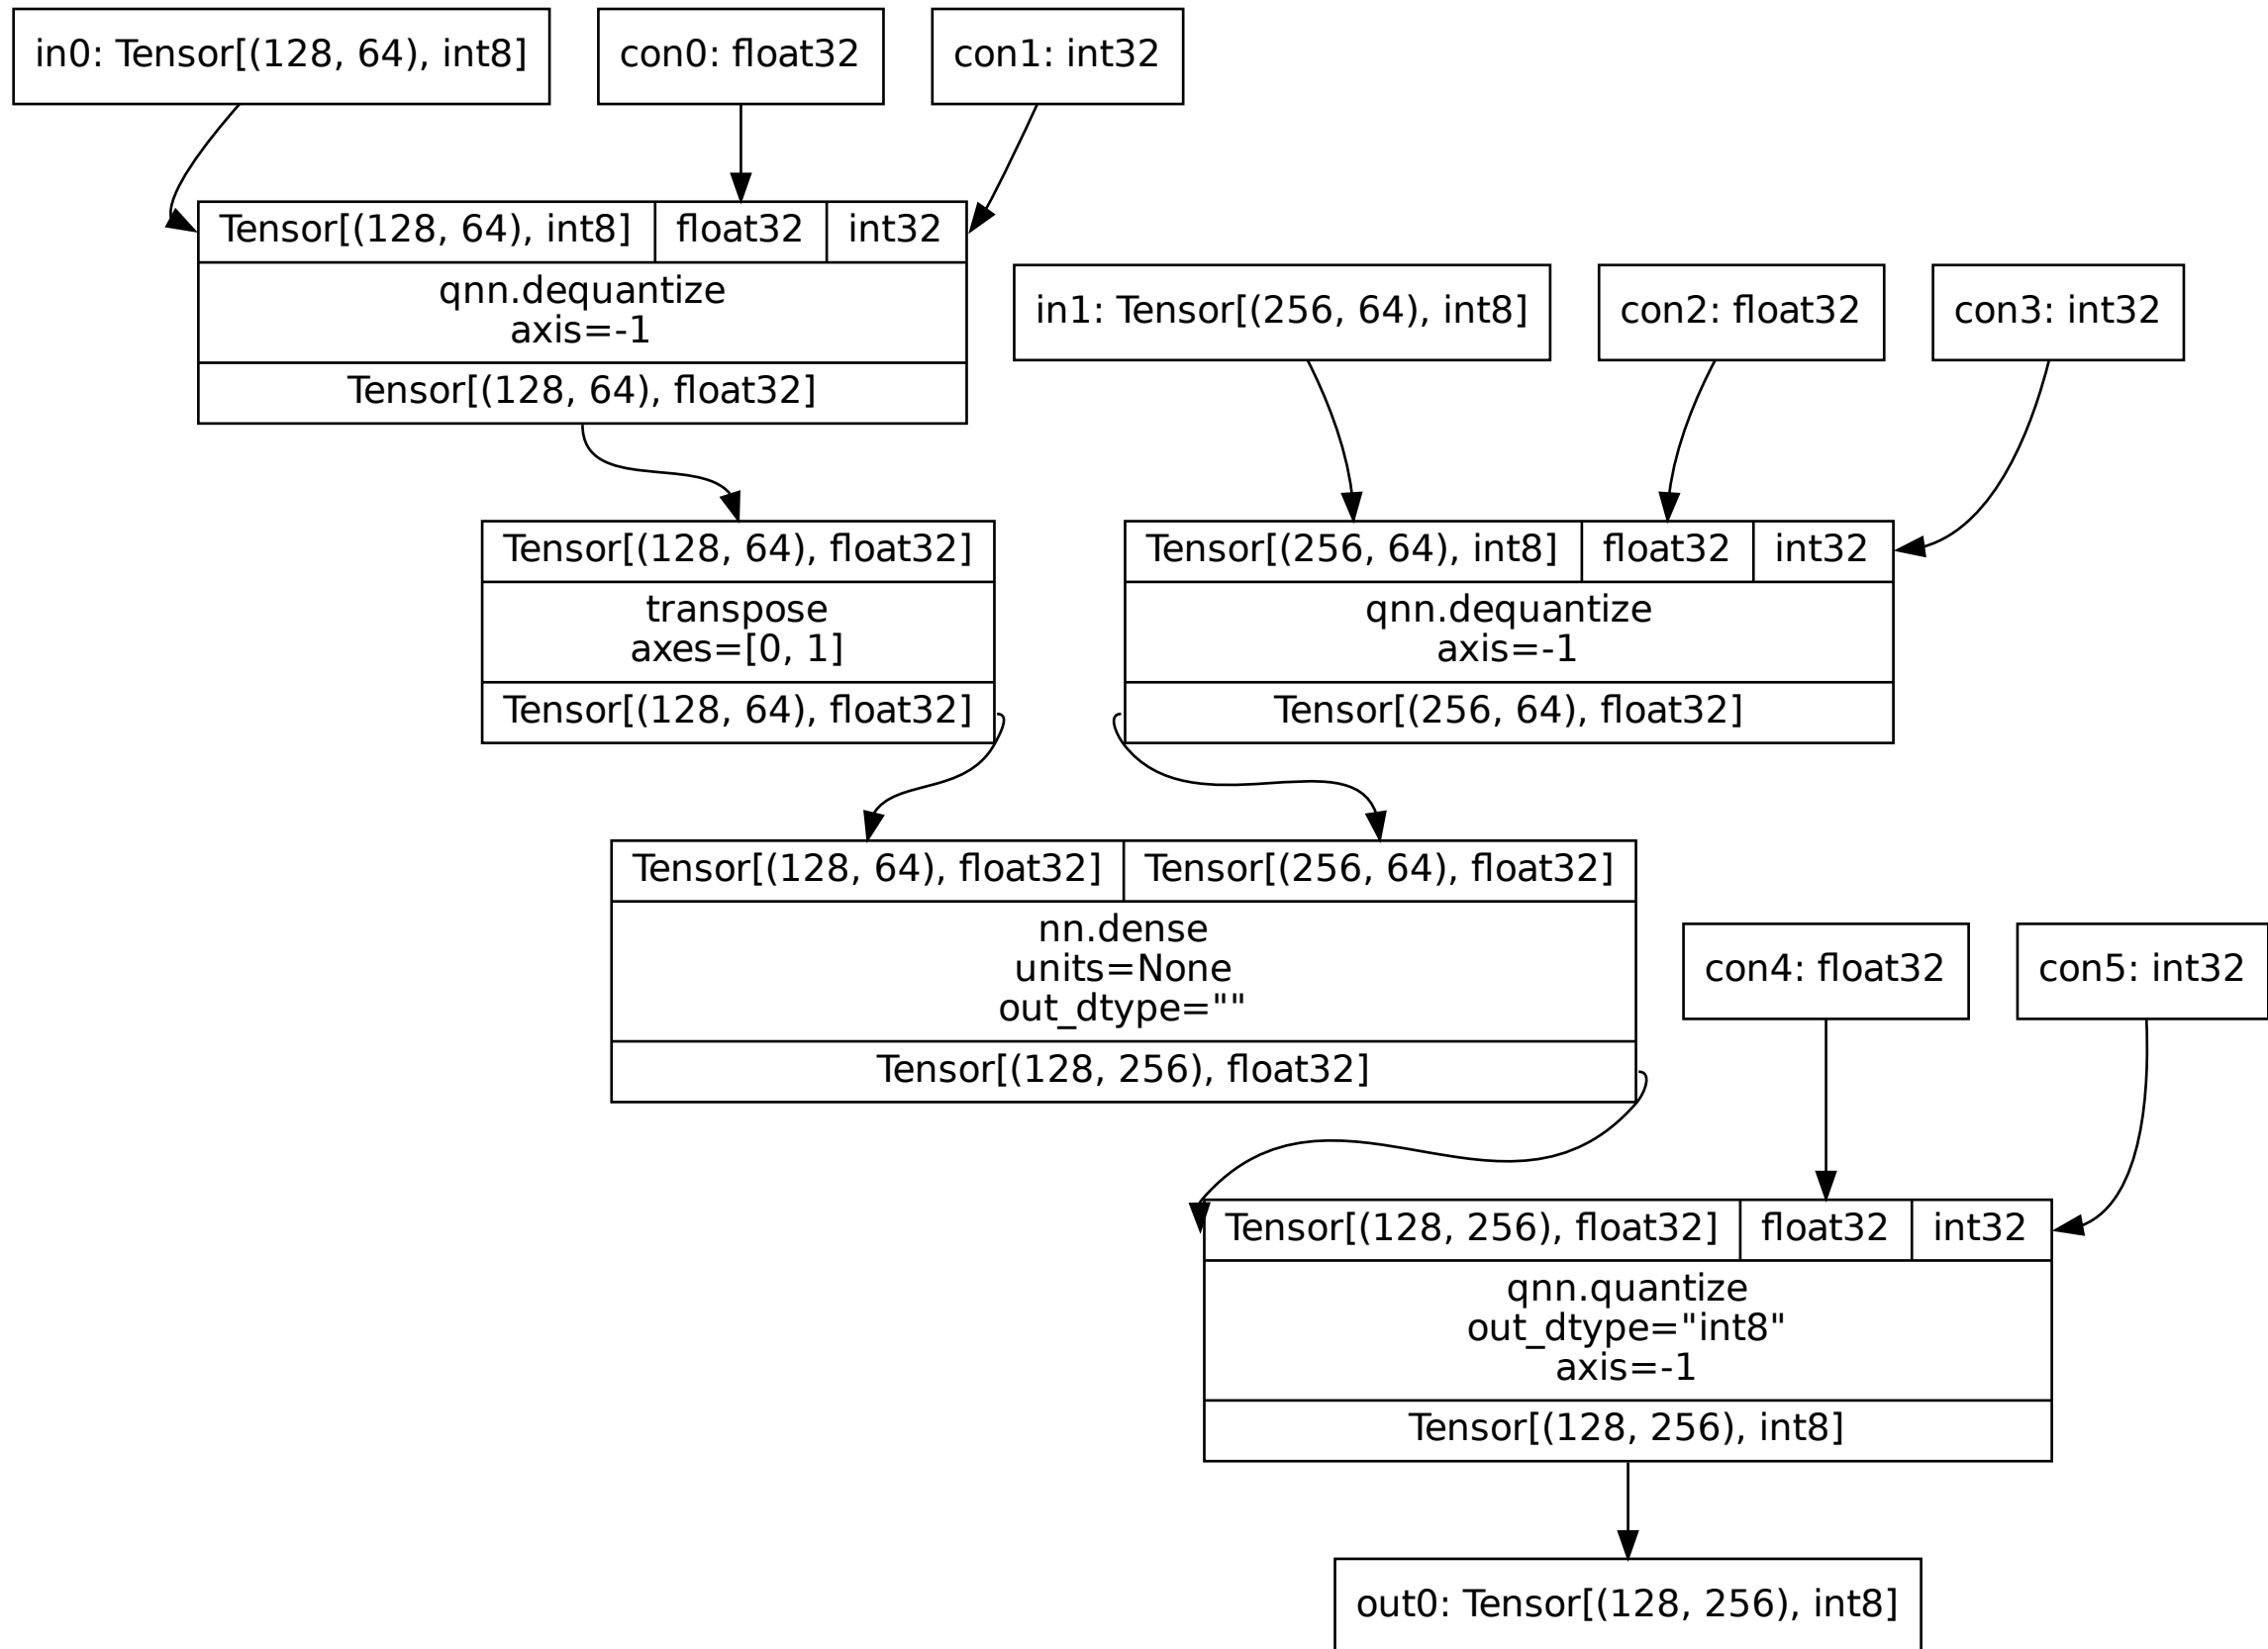 in0: Tensor[(128, 64), int8]
con0: float32
con1: int32
Tensor[(128, 64), int8]
float32
int32
qnn.dequantize
axis=-1
Tensor[(128, 64), float32]
in1: Tensor[(256, 64), int8]
con2: float32
con3: int32
Tensor[(128, 64), float32]
transpose
axes=[0, 1]
Tensor[(128, 64), float32]
Tensor[(256, 64), int8]
float32
int32
qnn.dequantize
axis=-1
Tensor[(256, 64), float32]
Tensor[(128, 64), float32]
Tensor[(256, 64), float32]
nn.dense
units=None
out_dtype=""
Tensor[(128, 256), float32]
con4: float32
con5: int32
Tensor[(128, 256), float32]
float32
int32
qnn.quantize
out_dtype="int8"
axis=-1
Tensor[(128, 256), int8]
out0: Tensor[(128, 256), int8]